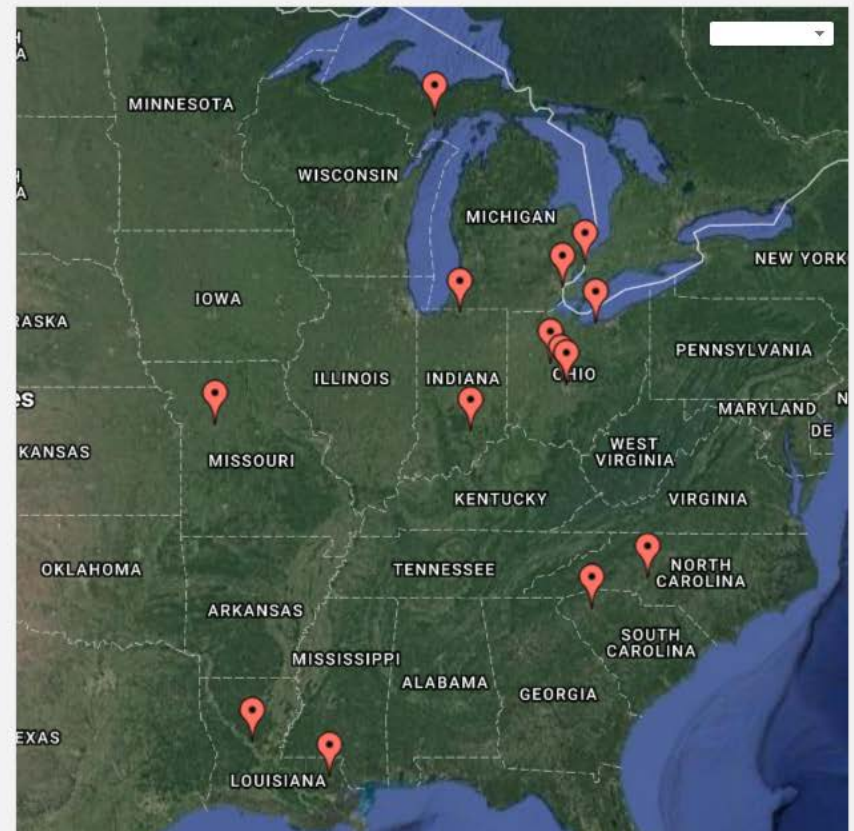 MINNESOTA
WISCONSIN
MICHIGAN
NEW YORK
IOWA
RASKA
ILLINOIS
INDIANA
OHIO
PENNSYLVANIA
es
MARYLAND
N
DE
KANSAS
MISSOURI
WEST
VIRGINIA
KENTUCKY
VIRGINIA
OKLAHOMA
TENNESSEE
NORTH
CAROLINA
ARKANSAS
SOUTH
CAROLINA
MISSISSIPPI
ALABAMA
GEORGIA
EXAS
LOUISIANA